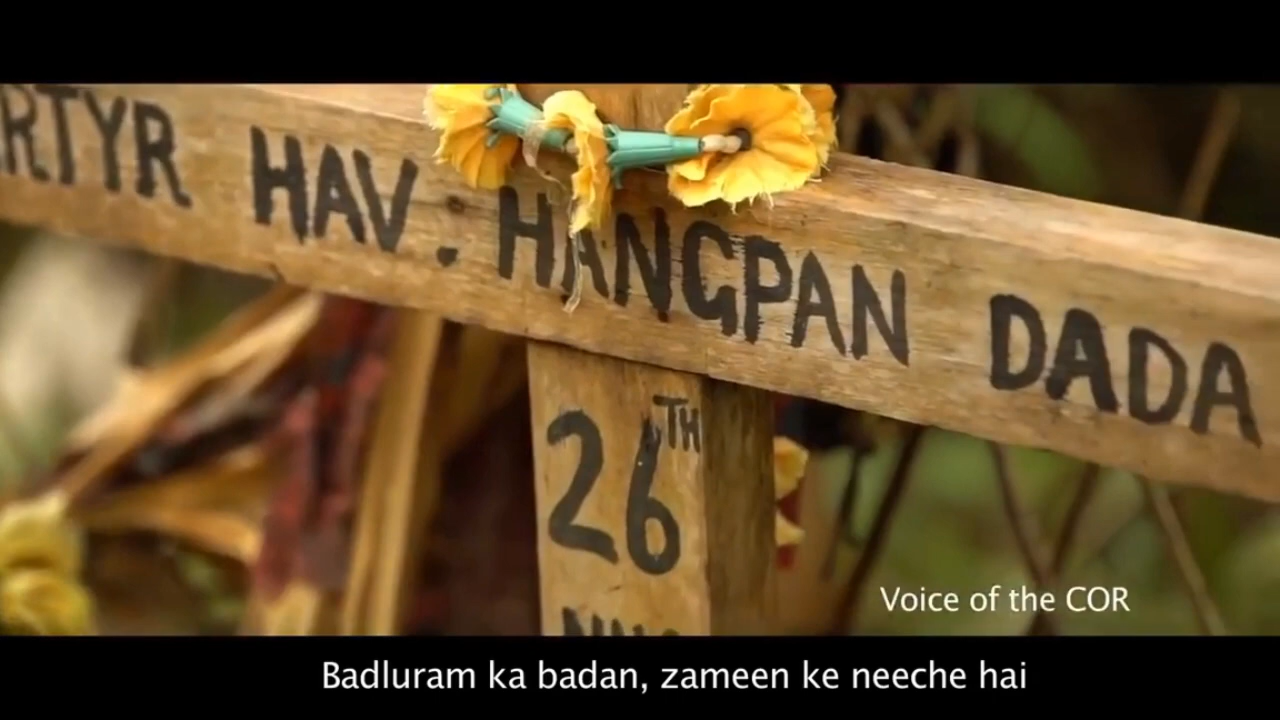 RTYR HAV. HANGPAN DADA
26TH
Voice of the COR
Badluram ka badan, zameen ke neeche hai